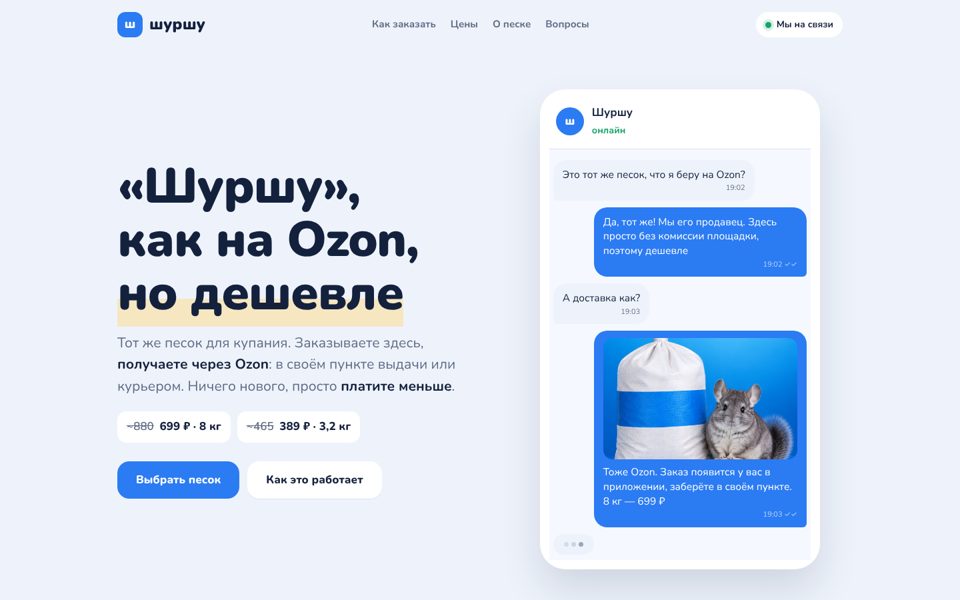 ш шуршу
Как заказать Цены О песке Вопросы
Мы на связи
«Шуршу»,
как на Ozon,
но дешевле
Тот же песок для купания. Заказываете здесь,
получаете через Ozon: в своём пункте выдачи или
курьером. Ничего нового, просто платите меньше.
~880 699 ₽ · 8 кг
~465 389 ₽ · 3,2 кг
Выбрать песок
Как это работает
ш
Шуршу
онлайн
Это тот же песок, что я беру на Ozon?
19:02
Да, тот же! Мы его продавец. Здесь
просто без комиссии площадки,
поэтому дешевле
19:02 ✓✓
А доставка как?
19:03
Тоже Ozon. Заказ появится у вас в
приложении, заберёте в своём пункте.
8 кг — 699 ₽
19:03 ✓✓